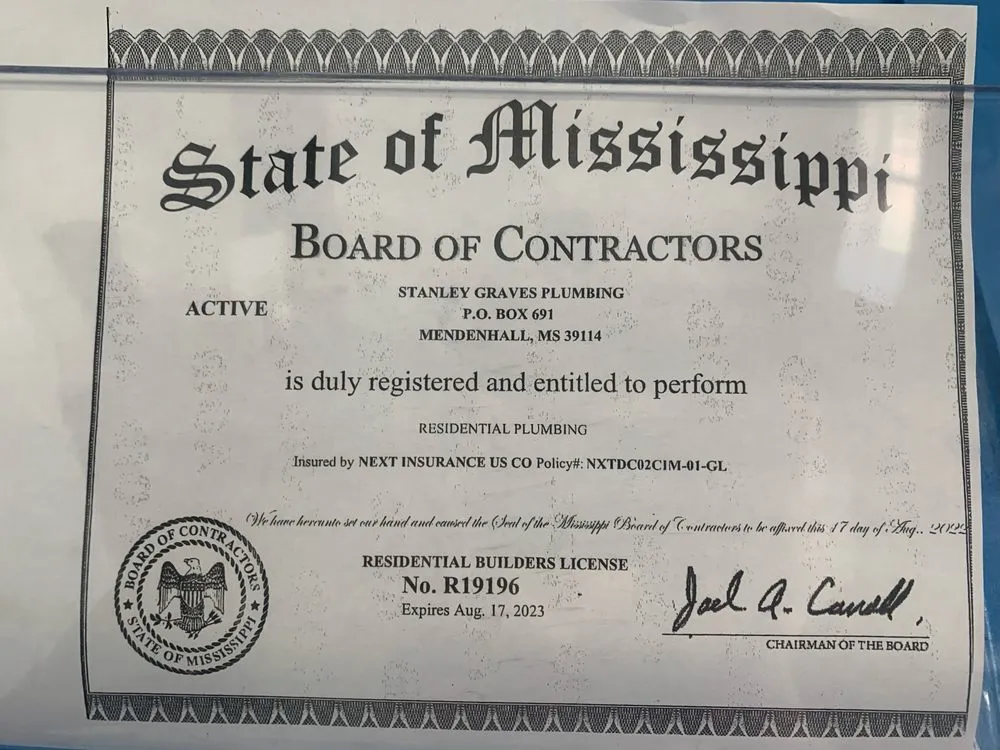 State of Mississippi
BOARD OF CONTRACTORS
ACTIVE
STANLEY GRAVES PLUMBING
P.O. BOX 691
MENDENHALL, MS 39114
is duly registered and entitled to perform
RESIDENTIAL PLUMBING
Insured by NEXT INSURANCE US CO Policy#: NXTDC02C1M-01-GL
We have hereunto set our hand and caused the Seal of the Mississippi Board of Contractors to be affixed this 17 day of Aug., 2022
BOARD OF CONTRACTORS
STATE OF MISSISSIPPI
RESIDENTIAL BUILDERS LICENSE
No. R19196
Expires Aug. 17, 2023
Joel A. Carroll
CHAIRMAN OF THE BOARD